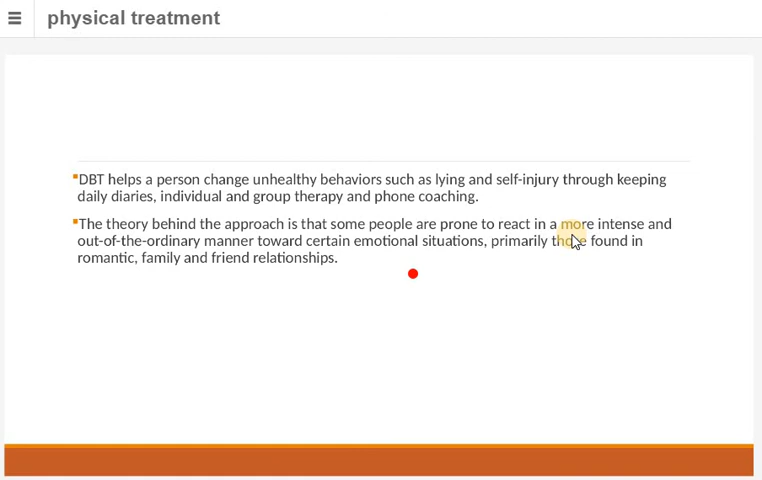 physical treatment
▪DBT helps a person change unhealthy behaviors such as lying and self-injury through keeping
daily diaries, individual and group therapy and phone coaching.
▪The theory behind the approach is that some people are prone to react in a more intense and
out-of-the-ordinary manner toward certain emotional situations, primarily those found in
romantic, family and friend relationships.